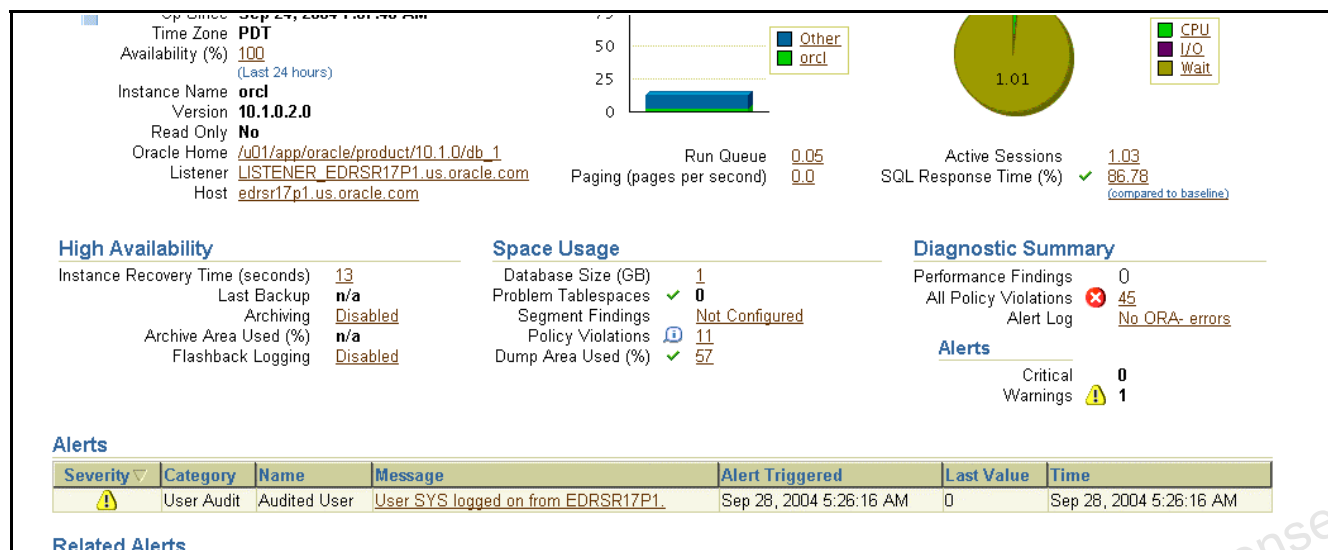 Up Since Sep 24, 2004
Time Zone PDT
Availability (%) 100
(Last 24 hours)
Instance Name orcl
Version 10.1.0.2.0
Read Only No
Oracle Home /u01/app/oracle/product/10.1.0/db_1
Listener LISTENER_EDRSR17P1.us.oracle.com
Host edrsr17p1.us.oracle.com
75
50
25
0
Other
orcl
Run Queue 0.05
Paging (pages per second) 0.0
1.01
CPU
I/O
Wait
Active Sessions 1.03
SQL Response Time (%) 86.78
(compared to baseline)
High Availability
Instance Recovery Time (seconds) 13
Last Backup n/a
Archiving Disabled
Archive Area Used (%) n/a
Flashback Logging Disabled
Space Usage
Database Size (GB) 1
Problem Tablespaces 0
Segment Findings Not Configured
Policy Violations 11
Dump Area Used (%) 57
Diagnostic Summary
Performance Findings 0
All Policy Violations 45
Alert Log No ORA- errors
Alerts
Critical 0
Warnings 1
Alerts
Severity Category Name Message Alert Triggered Last Value Time
User Audit Audited User User SYS logged on from EDRSR17P1. Sep 28, 2004 5:26:16 AM 0 Sep 28, 2004 5:26:16 AM
Related Alerts